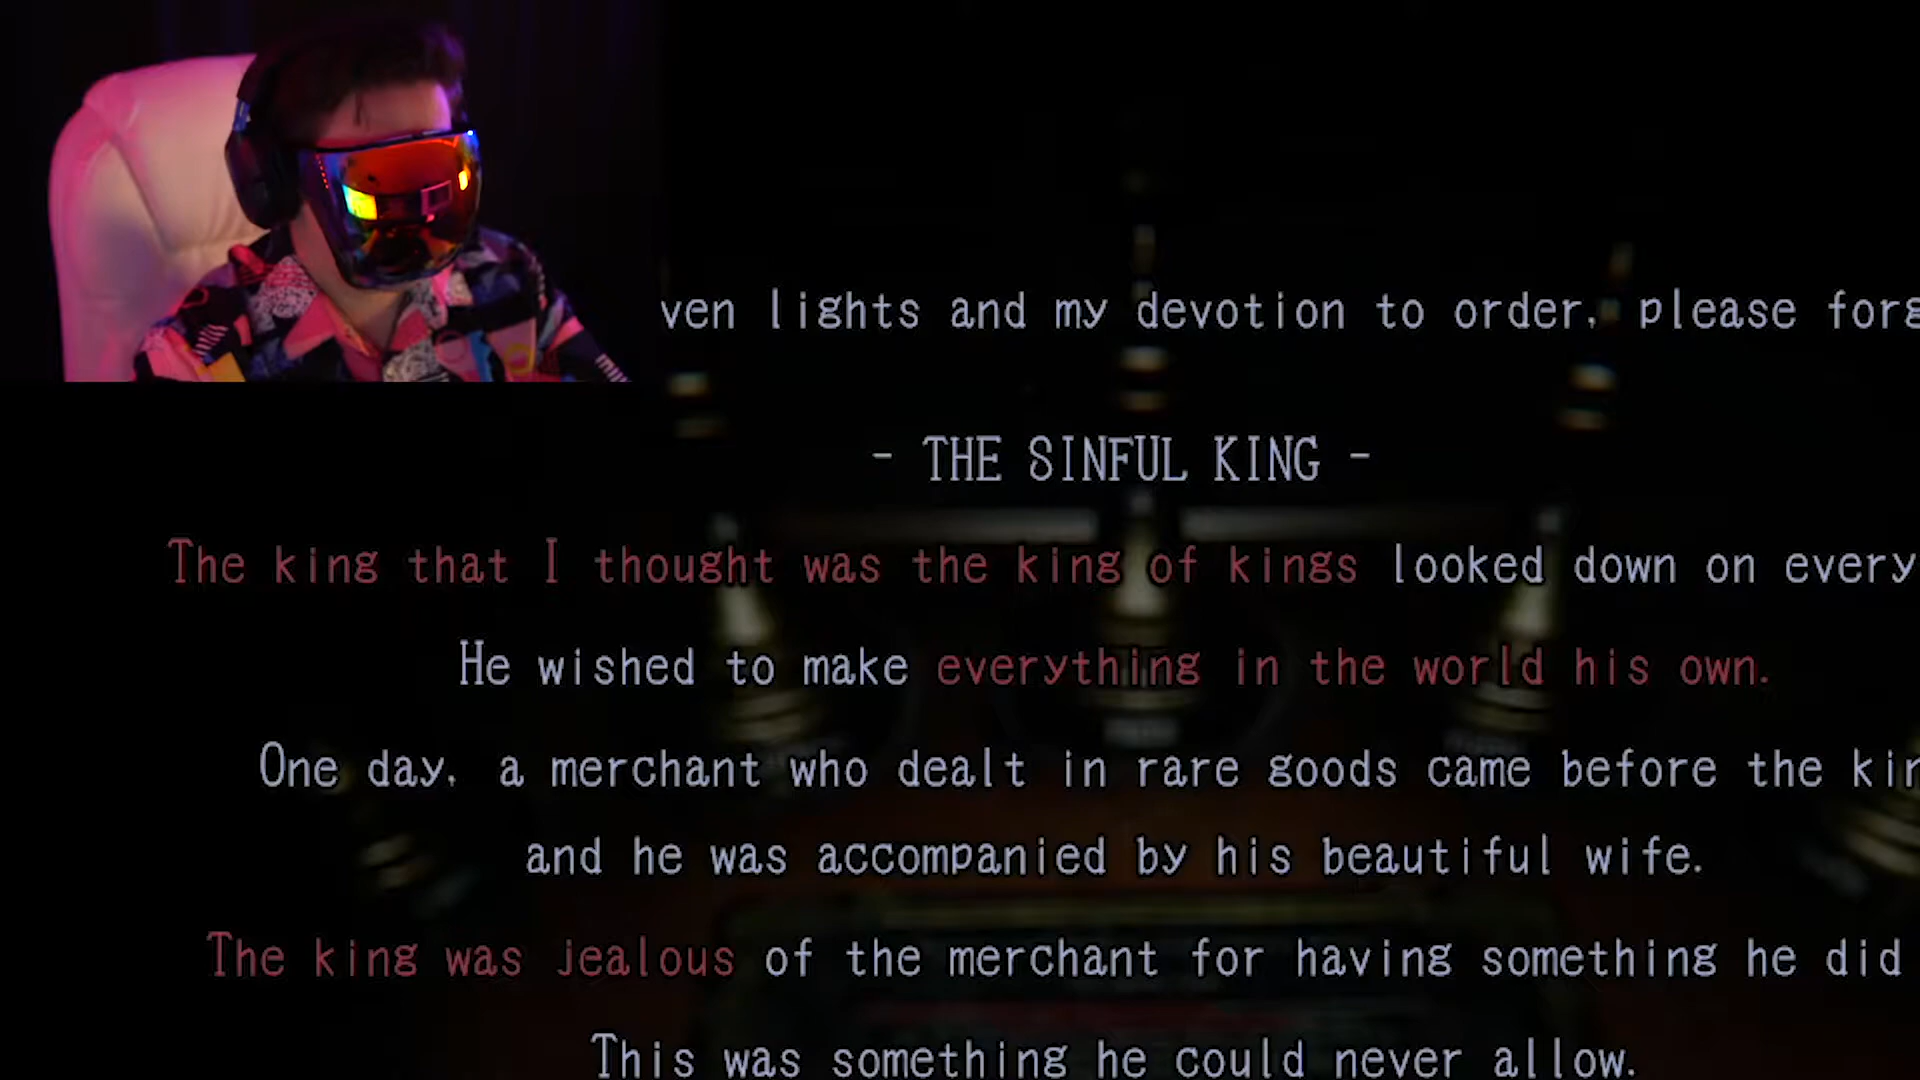 ven lights and my devotion to order, please forg
- THE SINFUL KING -
The king that I thought was the king of kings looked down on every
He wished to make everything in the world his own.
One day, a merchant who dealt in rare goods came before the kin
and he was accompanied by his beautiful wife.
The king was jealous of the merchant for having something he did
This was something he could never allow.